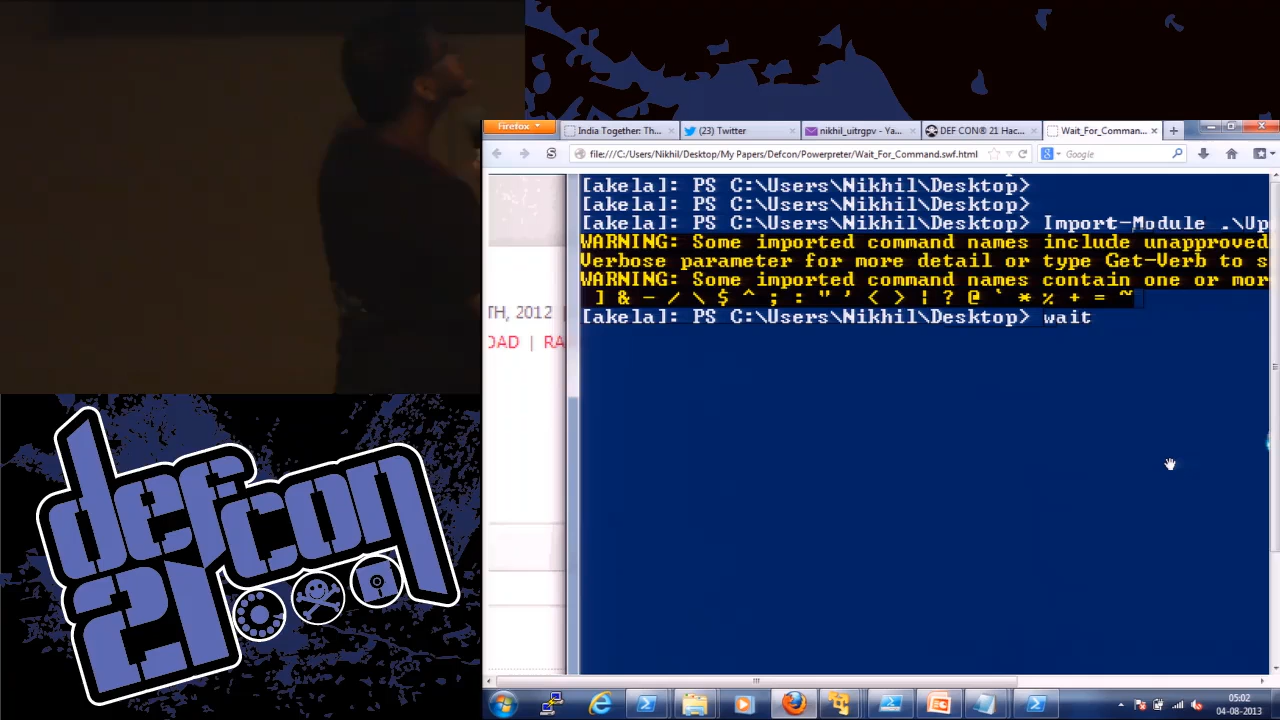 Firefox
India Together: Th...
(23) Twitter
nikhil_uitrgpv - Ya...
DEF CON® 21 Hac...
Wait_For_Comman...
file:///C:/Users/Nikhil/Desktop/My Papers/Defcon/Powerpreter/Wait_For_Command.swf.html
Google
[akela]: PS C:\Users\Nikhil\Desktop>
[akela]: PS C:\Users\Nikhil\Desktop>
[akela]: PS C:\Users\Nikhil\Desktop> Import-Module .\Up
WARNING: Some imported command names include unapproved
Verbose parameter for more detail or type Get-Verb to s
WARNING: Some imported command names contain one or mor
] & - / \ $ ^ ; : " ' < > | ? @ ` * % + = ~
[akela]: PS C:\Users\Nikhil\Desktop> wait
TH, 2012
OAD | RA
defcon
21
05:02
04-08-2013